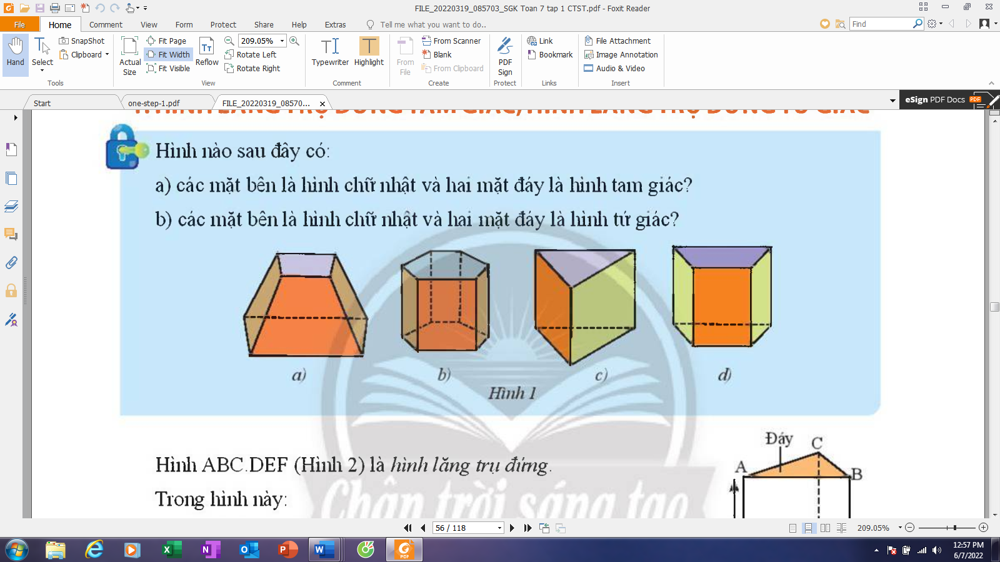 FILE_20220319_085703_SGK Toan 7 tap 1 CTST.pdf - Foxit Reader
File Home Comment View Form Protect Share Help Extras Tell me what you want to do.. Find
Hand
Select
SnapShot
Clipboard
Tools
Actual Size
Fit Page
Fit Width
Fit Visible
Reflow
209.05%
Rotate Left
Rotate Right
View
Typewriter
Highlight
Comment
From File
From Scanner
Blank
From Clipboard
Create
PDF Sign
Protect
Link
Bookmark
Links
File Attachment
Image Annotation
Audio & Video
Insert
Start one-step-1.pdf FILE_20220319_08570... eSign PDF Docs PDF
Hình nào sau đây có:
a) các mặt bên là hình chữ nhật và hai mặt đáy là hình tam giác?
b) các mặt bên là hình chữ nhật và hai mặt đáy là hình tứ giác?
a) b) c) d)
Hình 1
Hình ABC.DEF (Hình 2) là hình lăng trụ đứng.
Trong hình này:
Đáy
C
A
B
Chân trời sáng tạo
56 / 118
209.05%
12:57 PM
6/7/2022